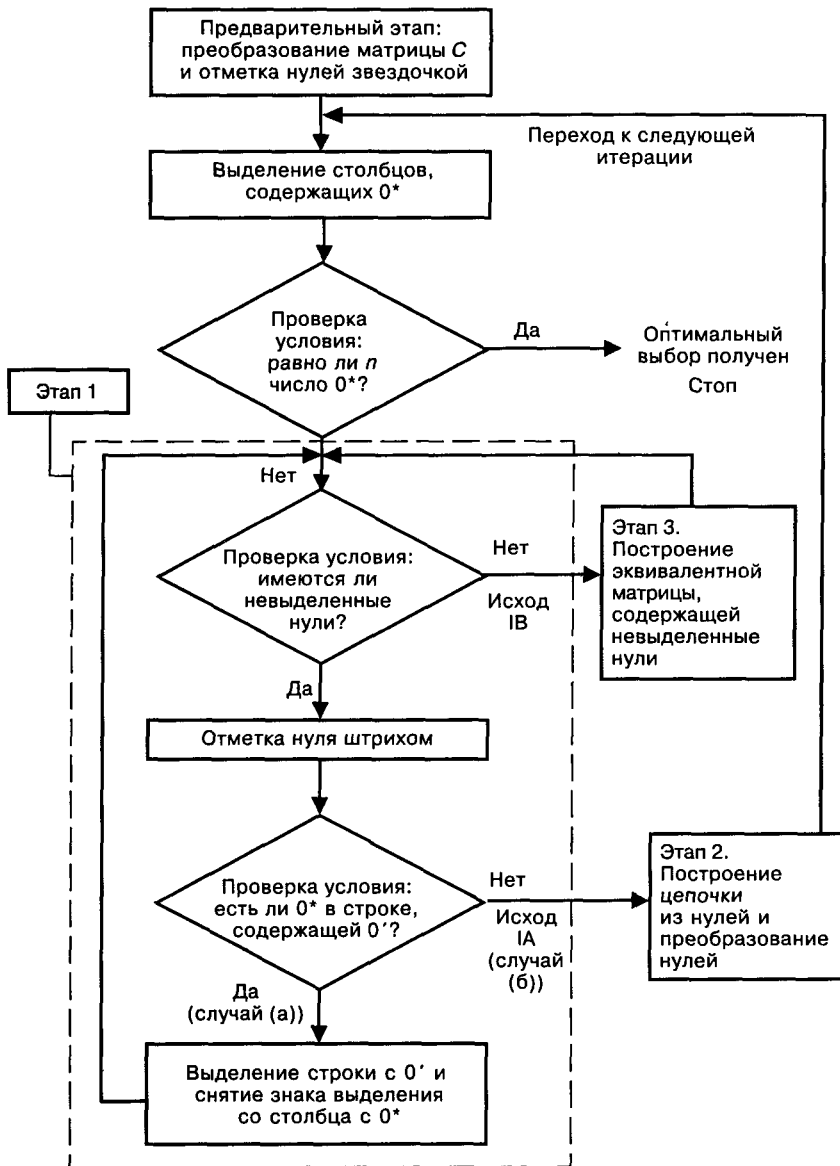 Предварительный этап:
преобразование матрицы C
и отметка нулей звездочкой
Переход к следующей
итерации
Выделение столбцов,
содержащих 0*
Проверка
условия:
равно ли n
число 0*?
Да
Оптимальный
выбор получен
Стоп
Этап 1
Нет
Проверка условия:
имеются ли
невыделенные
нули?
Нет
Исход
IB
Этап 3.
Построение
эквивалентной
матрицы,
содержащей
невыделенные
нули
Да
Отметка нуля штрихом
Проверка условия:
есть ли 0* в строке,
содержащей 0′?
Нет
Исход
IA
(случай
(б))
Этап 2.
Построение
цепочки
из нулей и
преобразование
нулей
Да
(случай (а))
Выделение строки с 0′ и
снятие знака выделения
со столбца с 0*